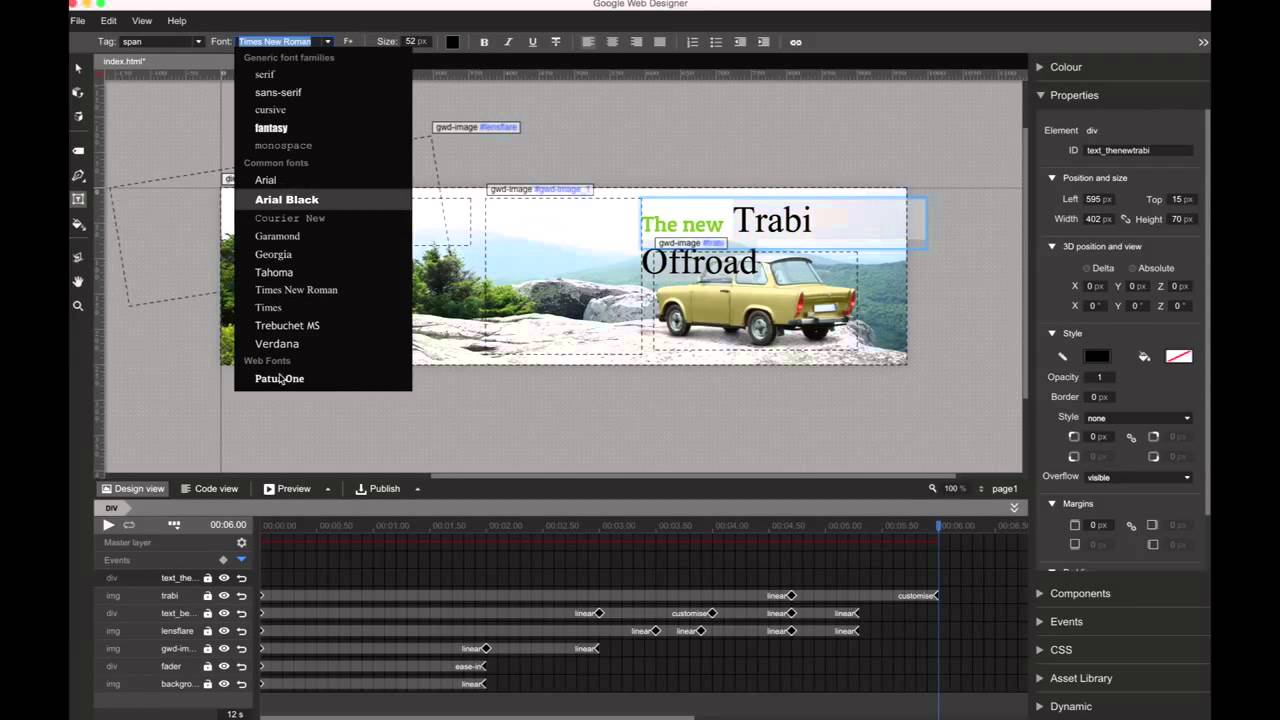 Google Web Designer
File Edit View Help
Tag: span Font: Times New Roman F+ Size: 52 px B I U T
index.html*
Generic font families
serif
sans-serif
cursive
fantasy
monospace
Common fonts
Arial
Arial Black
Courier New
Garamond
Georgia
Tahoma
Times New Roman
Times
Trebuchet MS
Verdana
Web Fonts
Patua One
gwd-image #lensflare
gwd-image #gwd-image_1
The new Trabi
gwd-image #trabi
Offroad
Colour
Properties
Element div
ID text_thenewtrabi
Position and size
Left 595 px Top 15 px
Width 402 px Height 70 px
3D position and view
Delta Absolute
X 0 px Y 0 px Z 0 px
X 0 ° Y 0 ° Z 0 °
Style
Opacity 1
Border 0 px
Style none
0 px 0 px
0 px 0 px
Overflow visible
Margins
0 px 0 px
0 px 0 px
Components
Events
CSS
Asset Library
Dynamic
Design view Code view Preview Publish 100 % page1
DIV
00:06.00 00:00.00 00:00.50 00:01.00 00:01.50 00:02.00 00:02.50 00:03.00 00:03.50 00:04.00 00:04.50 00:05.00 00:05.50 00:06.00 00:06.50
Master layer
Events
div text_the...
img trabi linear customise
div text_be... linear customise linear linear
img lensflare linear linear linear linear
img gwd-im... linear linear
div fader ease-in
img backgro... linear
12 s